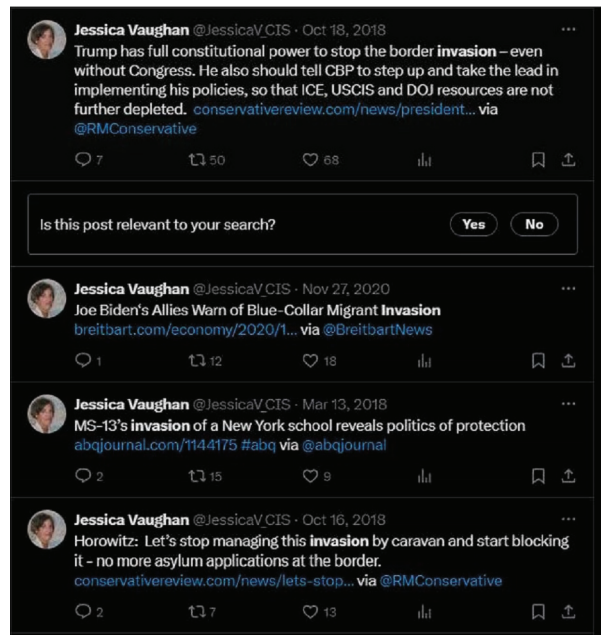 Jessica Vaughan @JessicaV_CIS · Oct 18, 2018
Trump has full constitutional power to stop the border invasion – even
without Congress. He also should tell CBP to step up and take the lead in
implementing his policies, so that ICE, USCIS and DOJ resources are not
further depleted. conservativereview.com/news/president... via
@RMConservative
7 50 68
Is this post relevant to your search? Yes No
Jessica Vaughan @JessicaV_CIS · Nov 27, 2020
Joe Biden's Allies Warn of Blue-Collar Migrant Invasion
breitbart.com/economy/2020/1... via @BreitbartNews
1 12 18
Jessica Vaughan @JessicaV_CIS · Mar 13, 2018
MS-13's invasion of a New York school reveals politics of protection
abqjournal.com/1144175 #abq via @abqjournal
2 15 9
Jessica Vaughan @JessicaV_CIS · Oct 16, 2018
Horowitz: Let's stop managing this invasion by caravan and start blocking
it - no more asylum applications at the border.
conservativereview.com/news/lets-stop... via @RMConservative
2 7 13